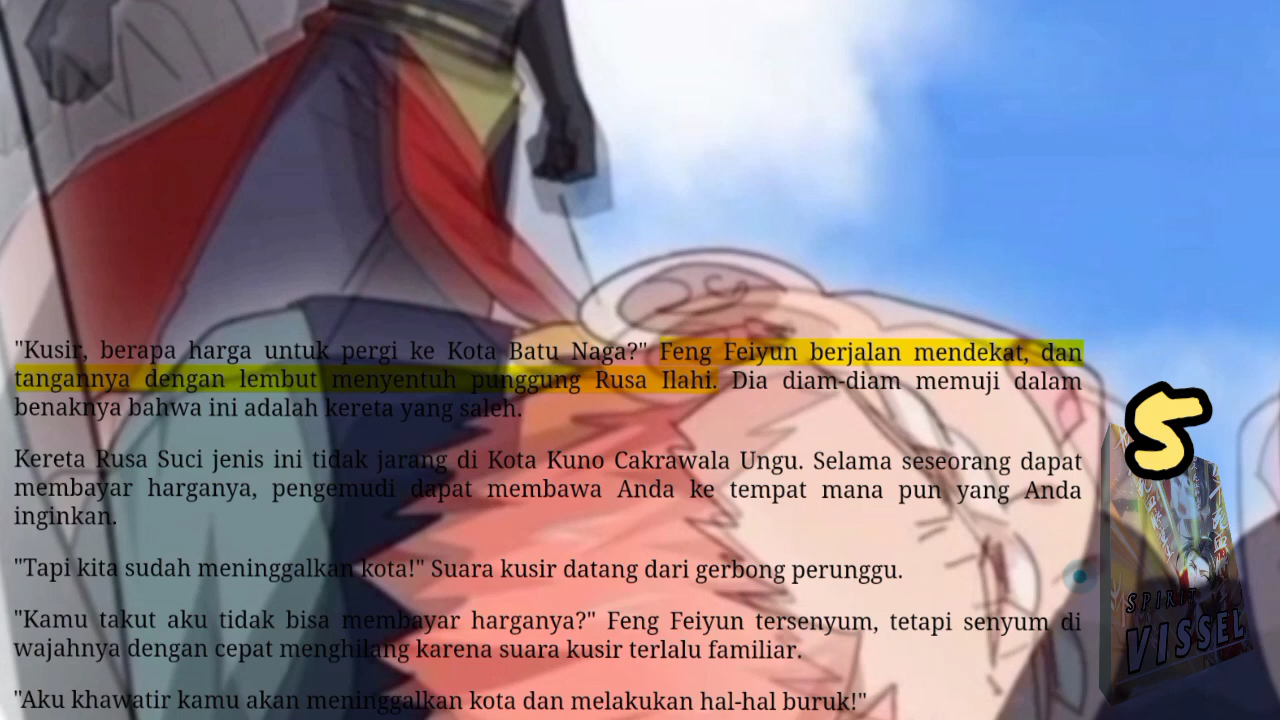 "Kusir, berapa harga untuk pergi ke Kota Batu Naga?" Feng Feiyun berjalan mendekat, dan
tangannya dengan lembut menyentuh punggung Rusa Ilahi. Dia diam-diam memuji dalam
benaknya bahwa ini adalah kereta yang saleh.
Kereta Rusa Suci jenis ini tidak jarang di Kota Kuno Cakrawala Ungu. Selama seseorang dapat
membayar harganya, pengemudi dapat membawa Anda ke tempat mana pun yang Anda
inginkan.
"Tapi kita sudah meninggalkan kota!" Suara kusir datang dari gerbong perunggu.
"Kamu takut aku tidak bisa membayar harganya?" Feng Feiyun tersenyum, tetapi senyum di
wajahnya dengan cepat menghilang karena suara kusir terlalu familiar.
"Aku khawatir kamu akan meninggalkan kota dan melakukan hal-hal buruk!"
S
SPIRIT
VISSEL